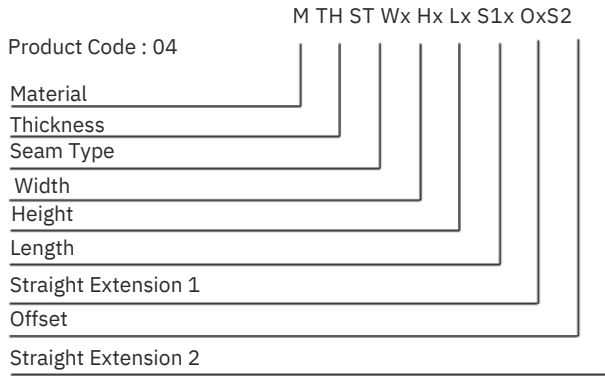 M TH ST Wx Hx Lx S1x OxS2
Product Code : 04
Material
Thickness
Seam Type
Width
Height
Length
Straight Extension 1
Offset
Straight Extension 2